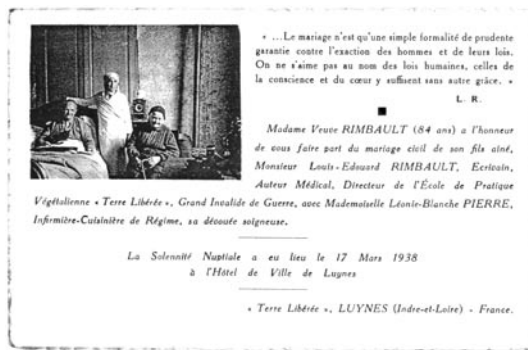 « ...Le mariage n'est qu'une simple formalité de prudente
garantie contre l'exaction des hommes et de leurs lois.
On ne s'aime pas au nom des lois humaines, celles de
la conscience et du cœur y suffisent sans autre grâce. »
L. R.
Madame Veuve RIMBAULT (84 ans) a l'honneur
de vous faire part du mariage civil de son fils aîné,
Monsieur Louis-Edouard RIMBAULT, Ecrivain,
Auteur Médical, Directeur de l'École de Pratique
Végétalienne « Terre Libérée », Grand Invalide de Guerre, avec Mademoiselle Léonie-Blanche PIERRE,
Infirmière-Cuisinière de Régime, sa dévouée soigneuse.
La Solennité Nuptiale a eu lieu le 17 Mars 1938
à l'Hôtel de Ville de Luynes
« Terre Libérée », LUYNES (Indre-et-Loire) - France.